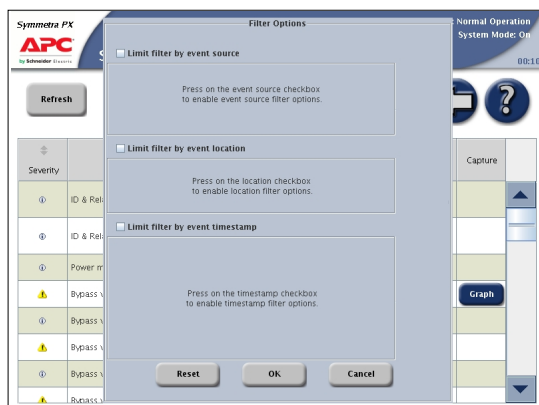 Symmetra PX
Filter Options
Normal Operation
System Mode: On
APC
by Schneider Electric
Limit filter by event source
00:10
Press on the event source checkbox
to enable event source filter options.
Refresh
?
Limit filter by event location
Severity
Capture
Press on the location checkbox
to enable location filter options.
ID & Rel
Limit filter by event timestamp
ID & Rel
Power m
Press on the timestamp checkbox
to enable timestamp filter options.
Bypass v
Graph
Bypass v
Bypass v
Bypass v
Reset
OK
Cancel
Bypass v